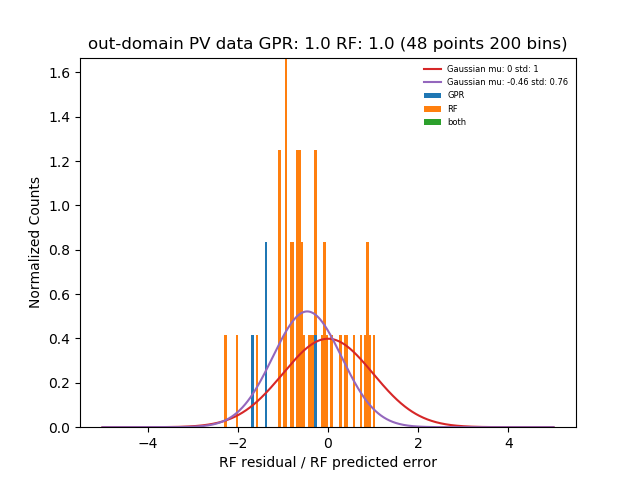 out-domain PV data GPR: 1.0 RF: 1.0 (48 points 200 bins)
Gaussian mu: 0 std: 1
Gaussian mu: -0.46 std: 0.76
GPR
RF
both
Normalized Counts
1.6
1.4
1.2
1.0
0.8
0.6
0.4
0.2
0.0
−4 −2 0 2 4
RF residual / RF predicted error